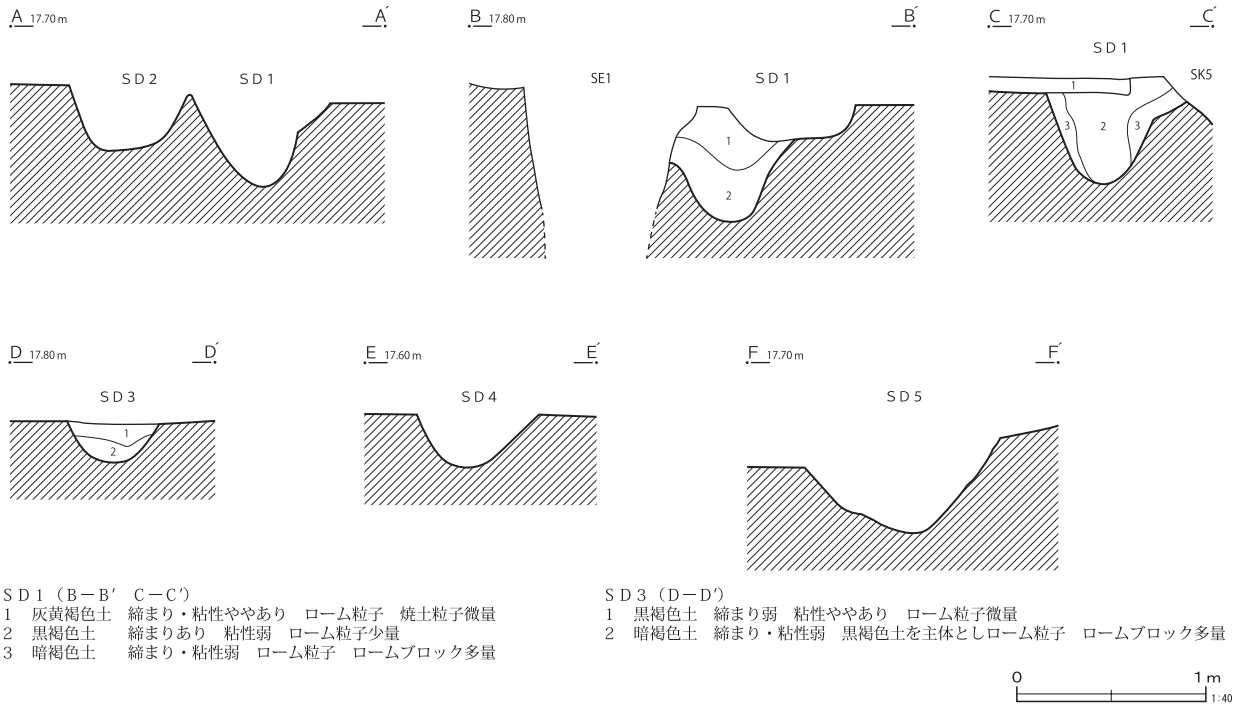 A 17.70 m A′
SD2 SD1
B 17.80 m B′
SE1 SD1
1
2
C 17.70 m C′
SD1
SK5
1
3 2 3
D 17.80 m D′
SD3
1
2
E 17.60 m E′
SD4
F 17.70 m F′
SD5
SD1（B－B′ C－C′）
1 灰黄褐色土 締まり・粘性ややあり ローム粒子 焼土粒子微量
2 黒褐色土 締まりあり 粘性弱 ローム粒子少量
3 暗褐色土 締まり・粘性弱 ローム粒子 ロームブロック多量
SD3（D－D′）
1 黒褐色土 締まり弱 粘性ややあり ローム粒子微量
2 暗褐色土 締まり・粘性弱 黒褐色土を主体としローム粒子 ロームブロック多量
0 1 m
1:40